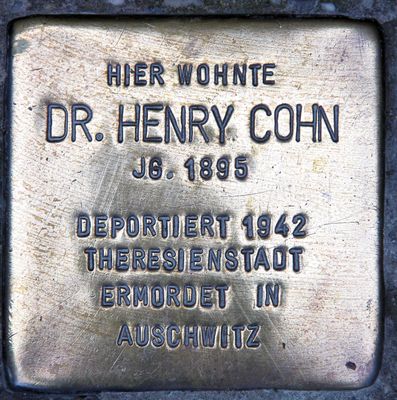 HIER WOHNTE
DR. HENRY COHN
JG. 1895
DEPORTIERT 1942
THERESIENSTADT
ERMORDET IN
AUSCHWITZ